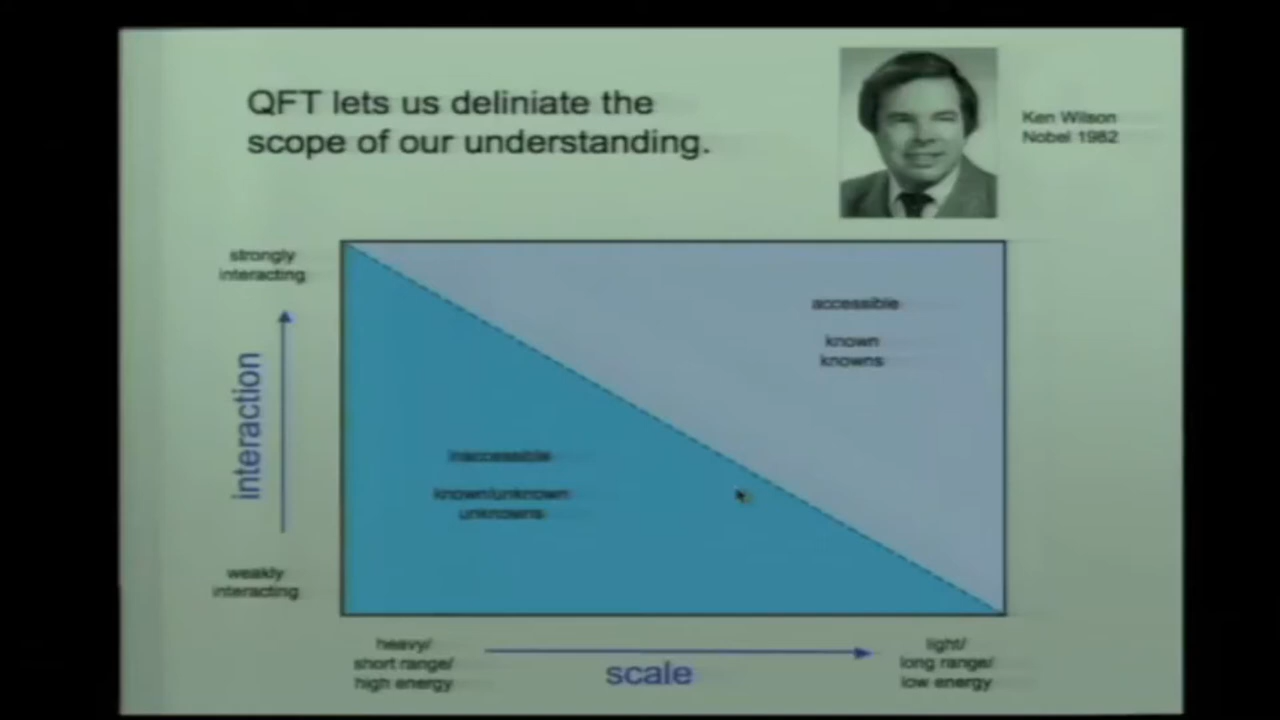 QFT lets us deliniate the
scope of our understanding.
Ken Wilson
Nobel 1982
strongly
interacting
interaction
weakly
interacting
accessible
known
knowns
inaccessible
known/unknown
unknowns
heavy/
short range/
high energy
scale
light/
long range/
low energy